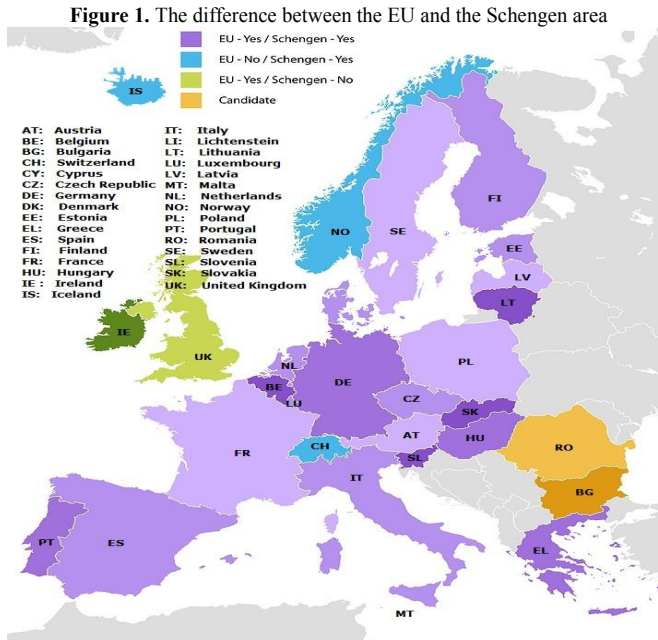 Figure 1. The difference between the EU and the Schengen area
EU - Yes / Schengen - Yes
EU - No / Schengen - Yes
EU - Yes / Schengen - No
Candidate
IS
AT: Austria
BE: Belgium
BG: Bulgaria
CH: Switzerland
CY: Cyprus
CZ: Czech Republic
DE: Germany
DK: Denmark
EE: Estonia
EL: Greece
ES: Spain
FI: Finland
FR: France
HU: Hungary
IE : Ireland
IS: Iceland
IT: Italy
LI: Lichtenstein
LT: Lithuania
LU: Luxembourg
LV: Latvia
MT: Malta
NL: Netherlands
NO: Norway
PL: Poland
PT: Portugal
RO: Romania
SE: Sweden
SL: Slovenia
SK: Slovakia
UK: United Kingdom
FI
NO
SE
EE
LV
LT
IE
UK
NL
DE
PL
BE
LU
CZ
SK
AT
HU
CH
SL
FR
IT
RO
BG
PT
ES
EL
MT